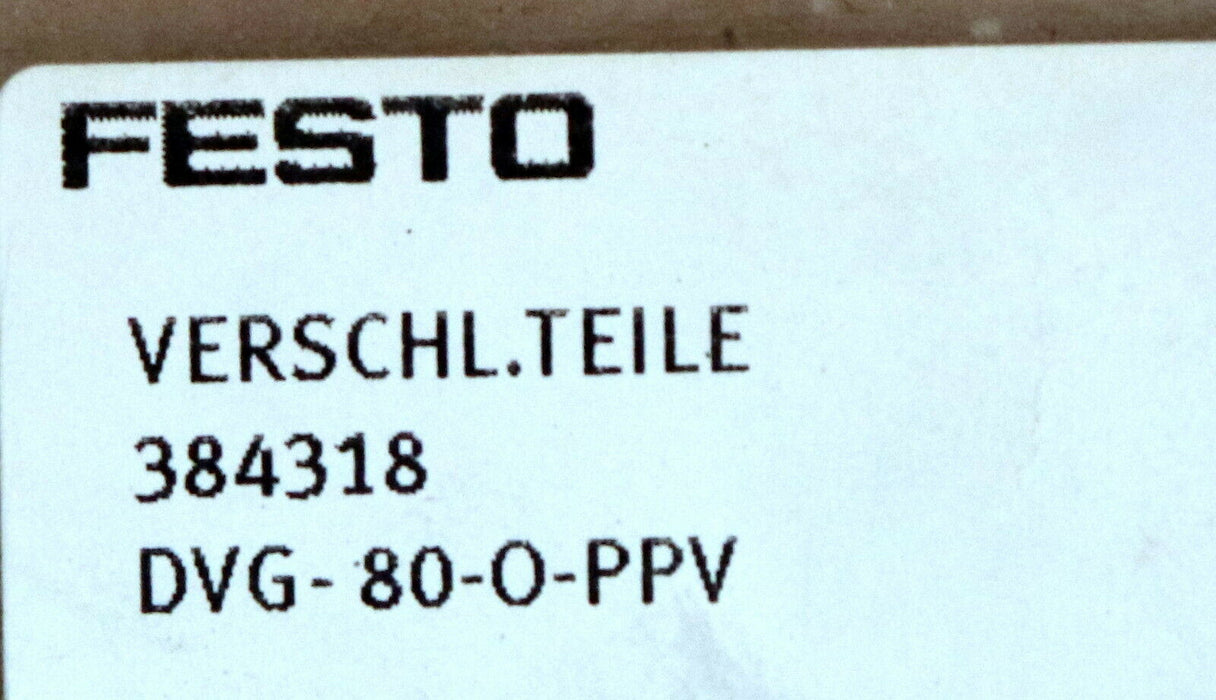 FESTO
VERSCHL.TEILE
384318
DVG- 80-O-PPV